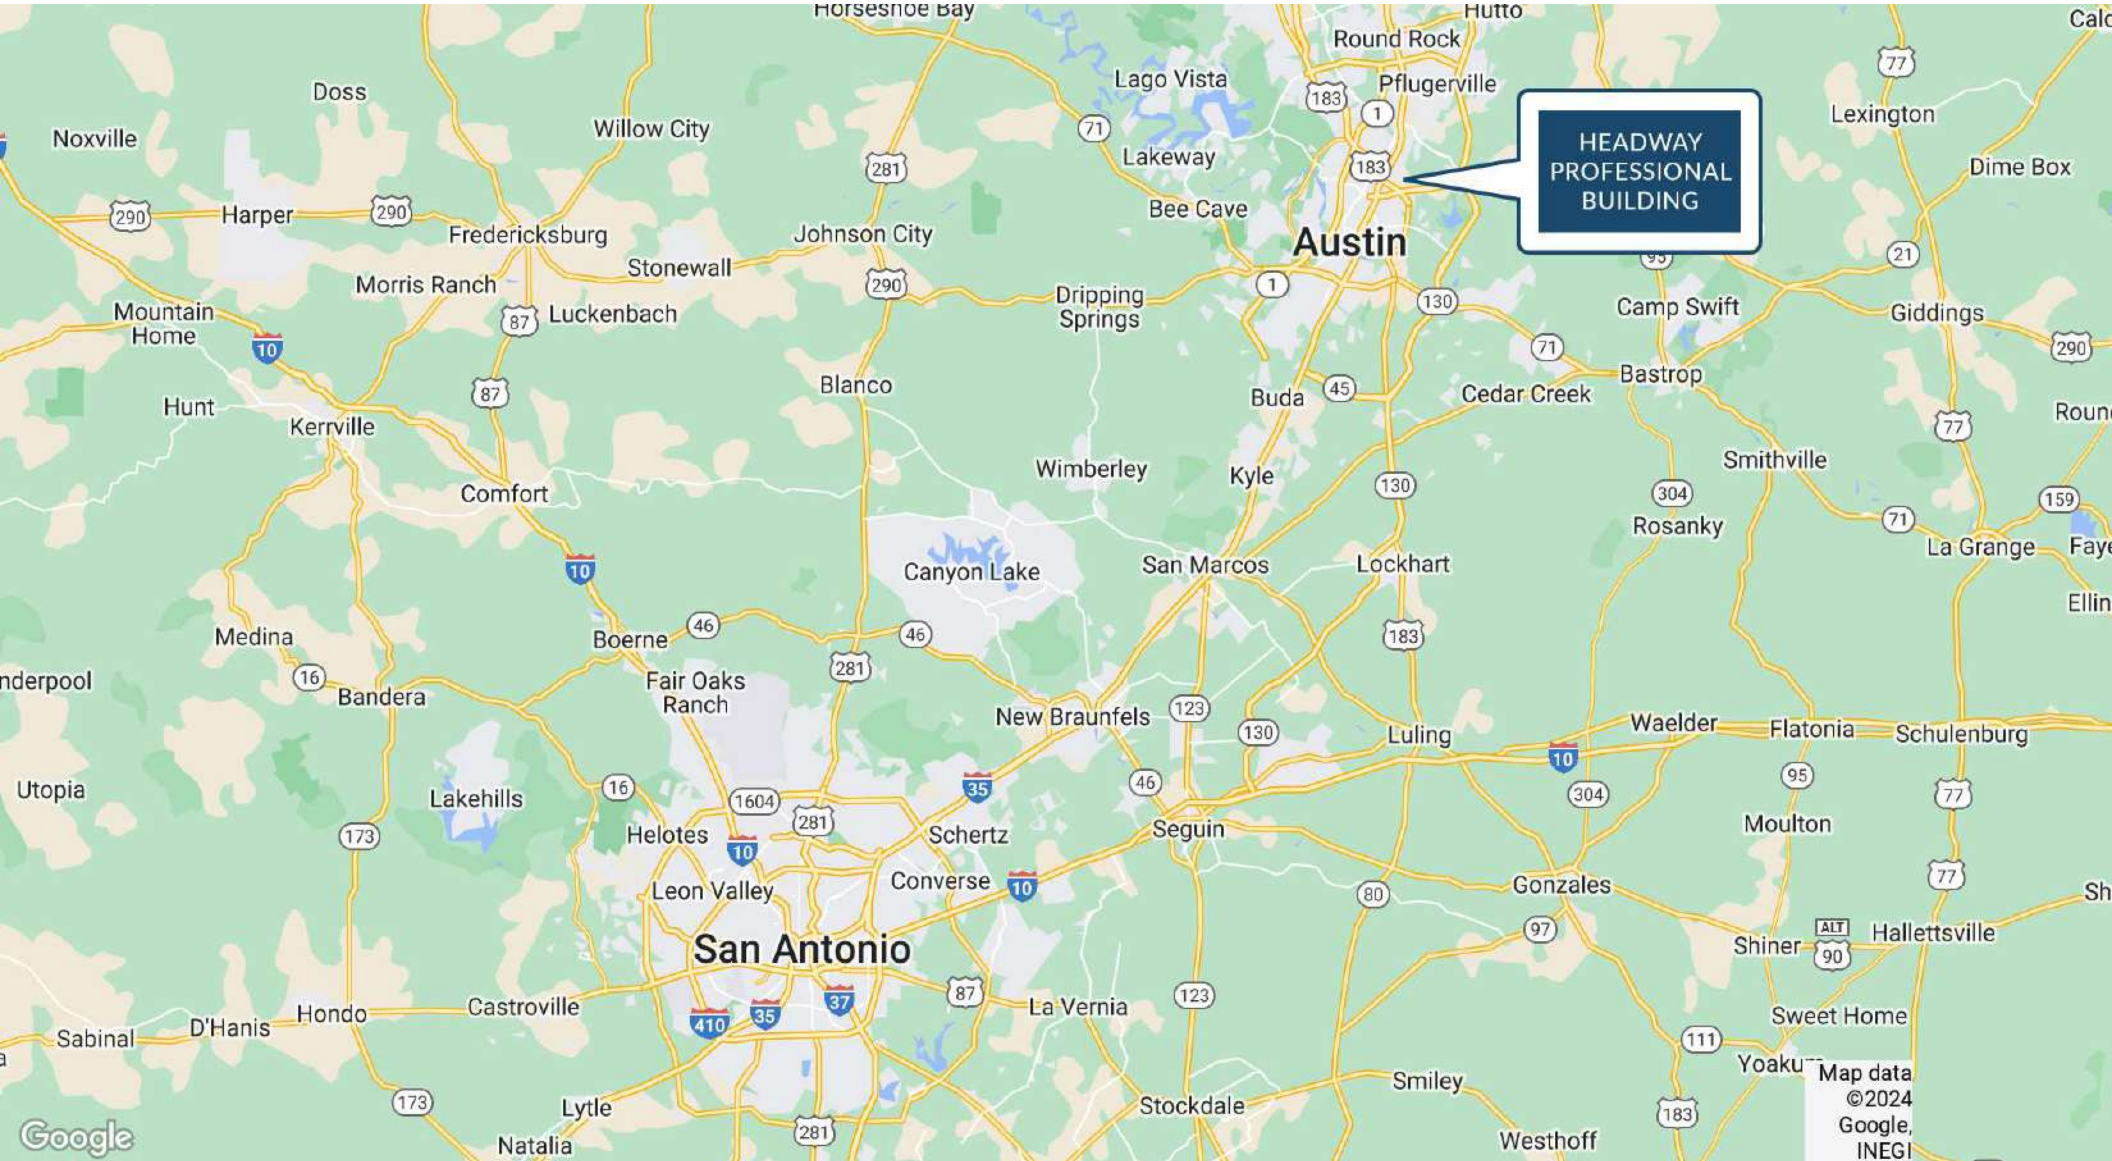 Horseshoe Bay
Hutto
Cald
Round Rock
77
Doss
Lago Vista
Pflugerville
183
1
Lexington
Noxville
Willow City
71
HEADWAY
PROFESSIONAL
BUILDING
281
Lakeway
183
Dime Box
290
Harper
290
Bee Cave
Fredericksburg
Johnson City
Austin
95
21
Stonewall
Morris Ranch
290
1
Dripping
Springs
130
Camp Swift
Mountain
Home
87
Luckenbach
Giddings
10
71
290
Blanco
Bastrop
87
Buda
45
Cedar Creek
Hunt
Roun
Kerrville
77
Wimberley
Kyle
Smithville
Comfort
130
304
159
Rosanky
71
La Grange
Faye
10
Canyon Lake
San Marcos
Lockhart
Ellin
Medina
Boerne
46
46
183
nderpool
16
Bandera
Fair Oaks
Ranch
281
New Braunfels
123
130
Luling
Waelder
Flatonia
Schulenburg
10
Utopia
Lakehills
16
35
46
95
304
77
1604
281
173
Helotes
10
Schertz
Seguin
Moulton
Leon Valley
Converse
10
80
Gonzales
77
Sh
San Antonio
97
Shiner
ALT
90
Hallettsville
Castroville
87
La Vernia
123
Hondo
410
35
37
Sweet Home
Sabinal
D'Hanis
111
a
Yoaku
Map data
©2024
Google,
INEGI
Smiley
173
Lytle
Stockdale
183
Google
Natalia
281
Westhoff